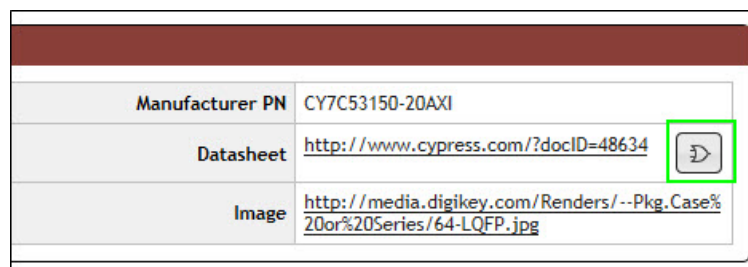 Manufacturer PN CY7C53150-20AXI
Datasheet http://www.cypress.com/?docID=48634
Image http://media.digikey.com/Renders/--Pkg.Case%
20or%20Series/64-LQFP.jpg